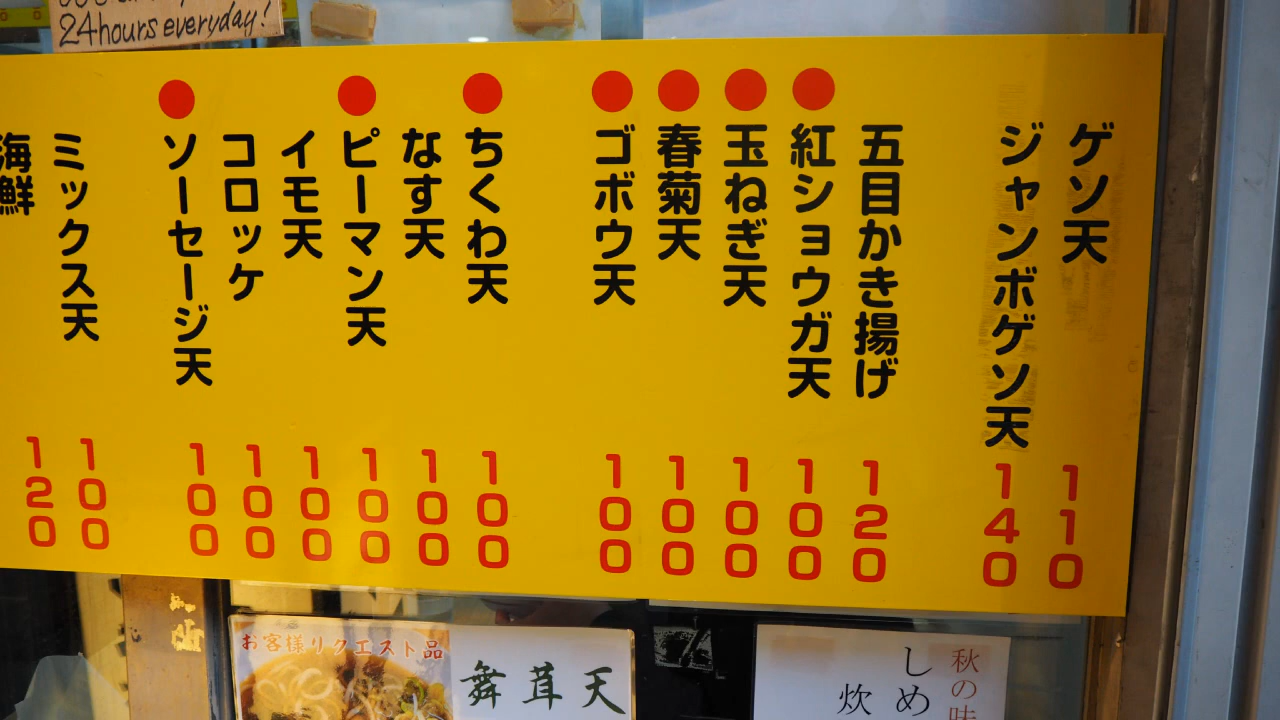 24hours everyday!
ゲソ天 110
ジャンボゲソ天 140
五目かき揚げ 120
紅ショウガ天 100
玉ねぎ天 100
春菊天 100
ゴボウ天 100
ちくわ天 100
なす天 100
ピーマン天 100
イモ天 100
コロッケ 100
ソーセージ天 100
ミックス天 100
海鮮 120
お客様リクエスト品
舞茸天
秋の味
しめ
炊